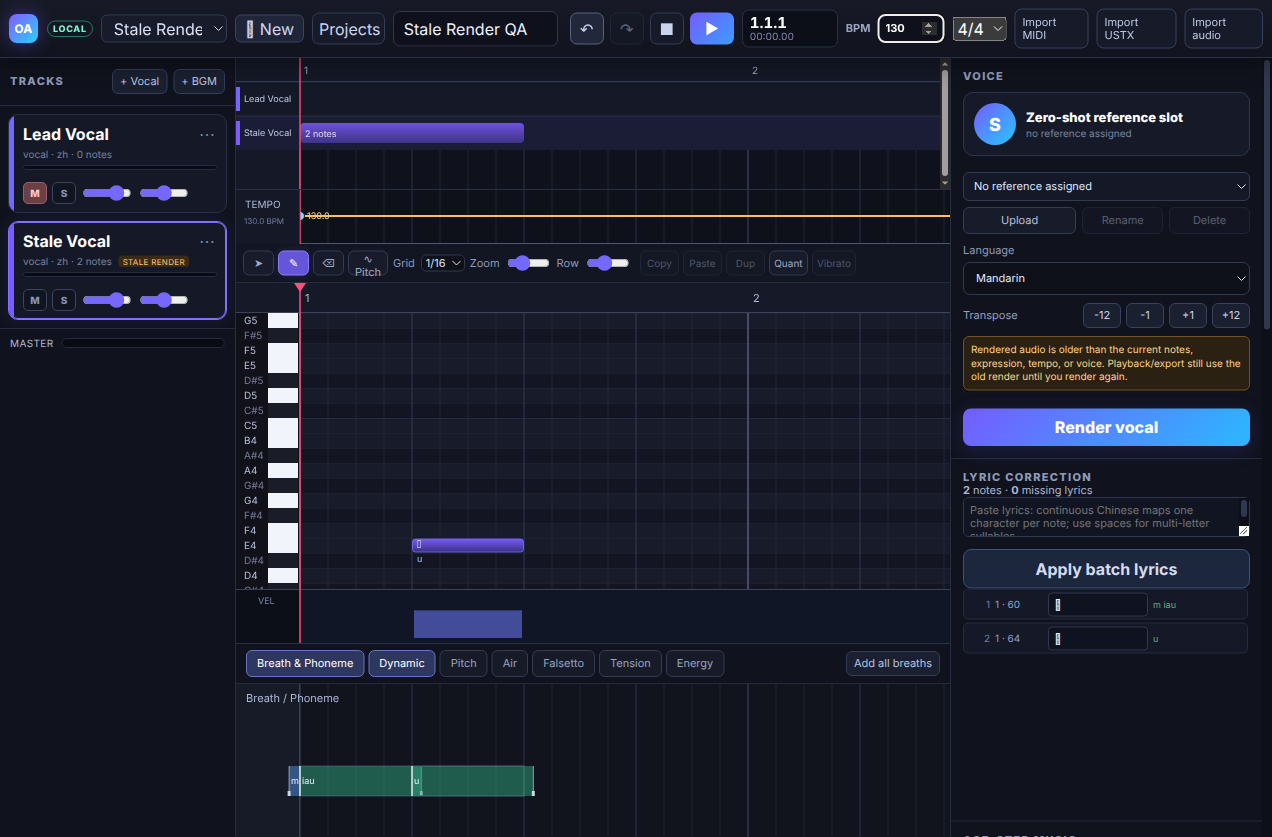 OA LOCAL Stale Rende New Projects Stale Render QA 1.1.1 00:00.00 BPM 130 4/4 Import MIDI Import USTX Import audio
TRACKS + Vocal + BGM
Lead Vocal ...
vocal · zh · 0 notes
M S
Stale Vocal ...
vocal · zh · 2 notes STALE RENDER
M S
MASTER
1 2
Lead Vocal
Stale Vocal 2 notes
TEMPO
130.0 BPM 130.0
Pitch Grid 1/16 Zoom Row Copy Paste Dup Quant Vibrato
1 2
G5
F#5
F5
E5
D#5
D5
C#5
C5
B4
A#4
A4
G#4
G4
F#4
F4
E4
D#4 u
D4
VEL
Breath & Phoneme Dynamic Pitch Air Falsetto Tension Energy Add all breaths
Breath / Phoneme
m iau u
VOICE
S Zero-shot reference slot
no reference assigned
No reference assigned
Upload Rename Delete
Language
Mandarin
Transpose -12 -1 +1 +12
Rendered audio is older than the current notes,
expression, tempo, or voice. Playback/export still use the
old render until you render again.
Render vocal
LYRIC CORRECTION
2 notes · 0 missing lyrics
Paste lyrics: continuous Chinese maps one
character per note; use spaces for multi-letter
Apply batch lyrics
1 1 · 60 m iau
2 1 · 64 u